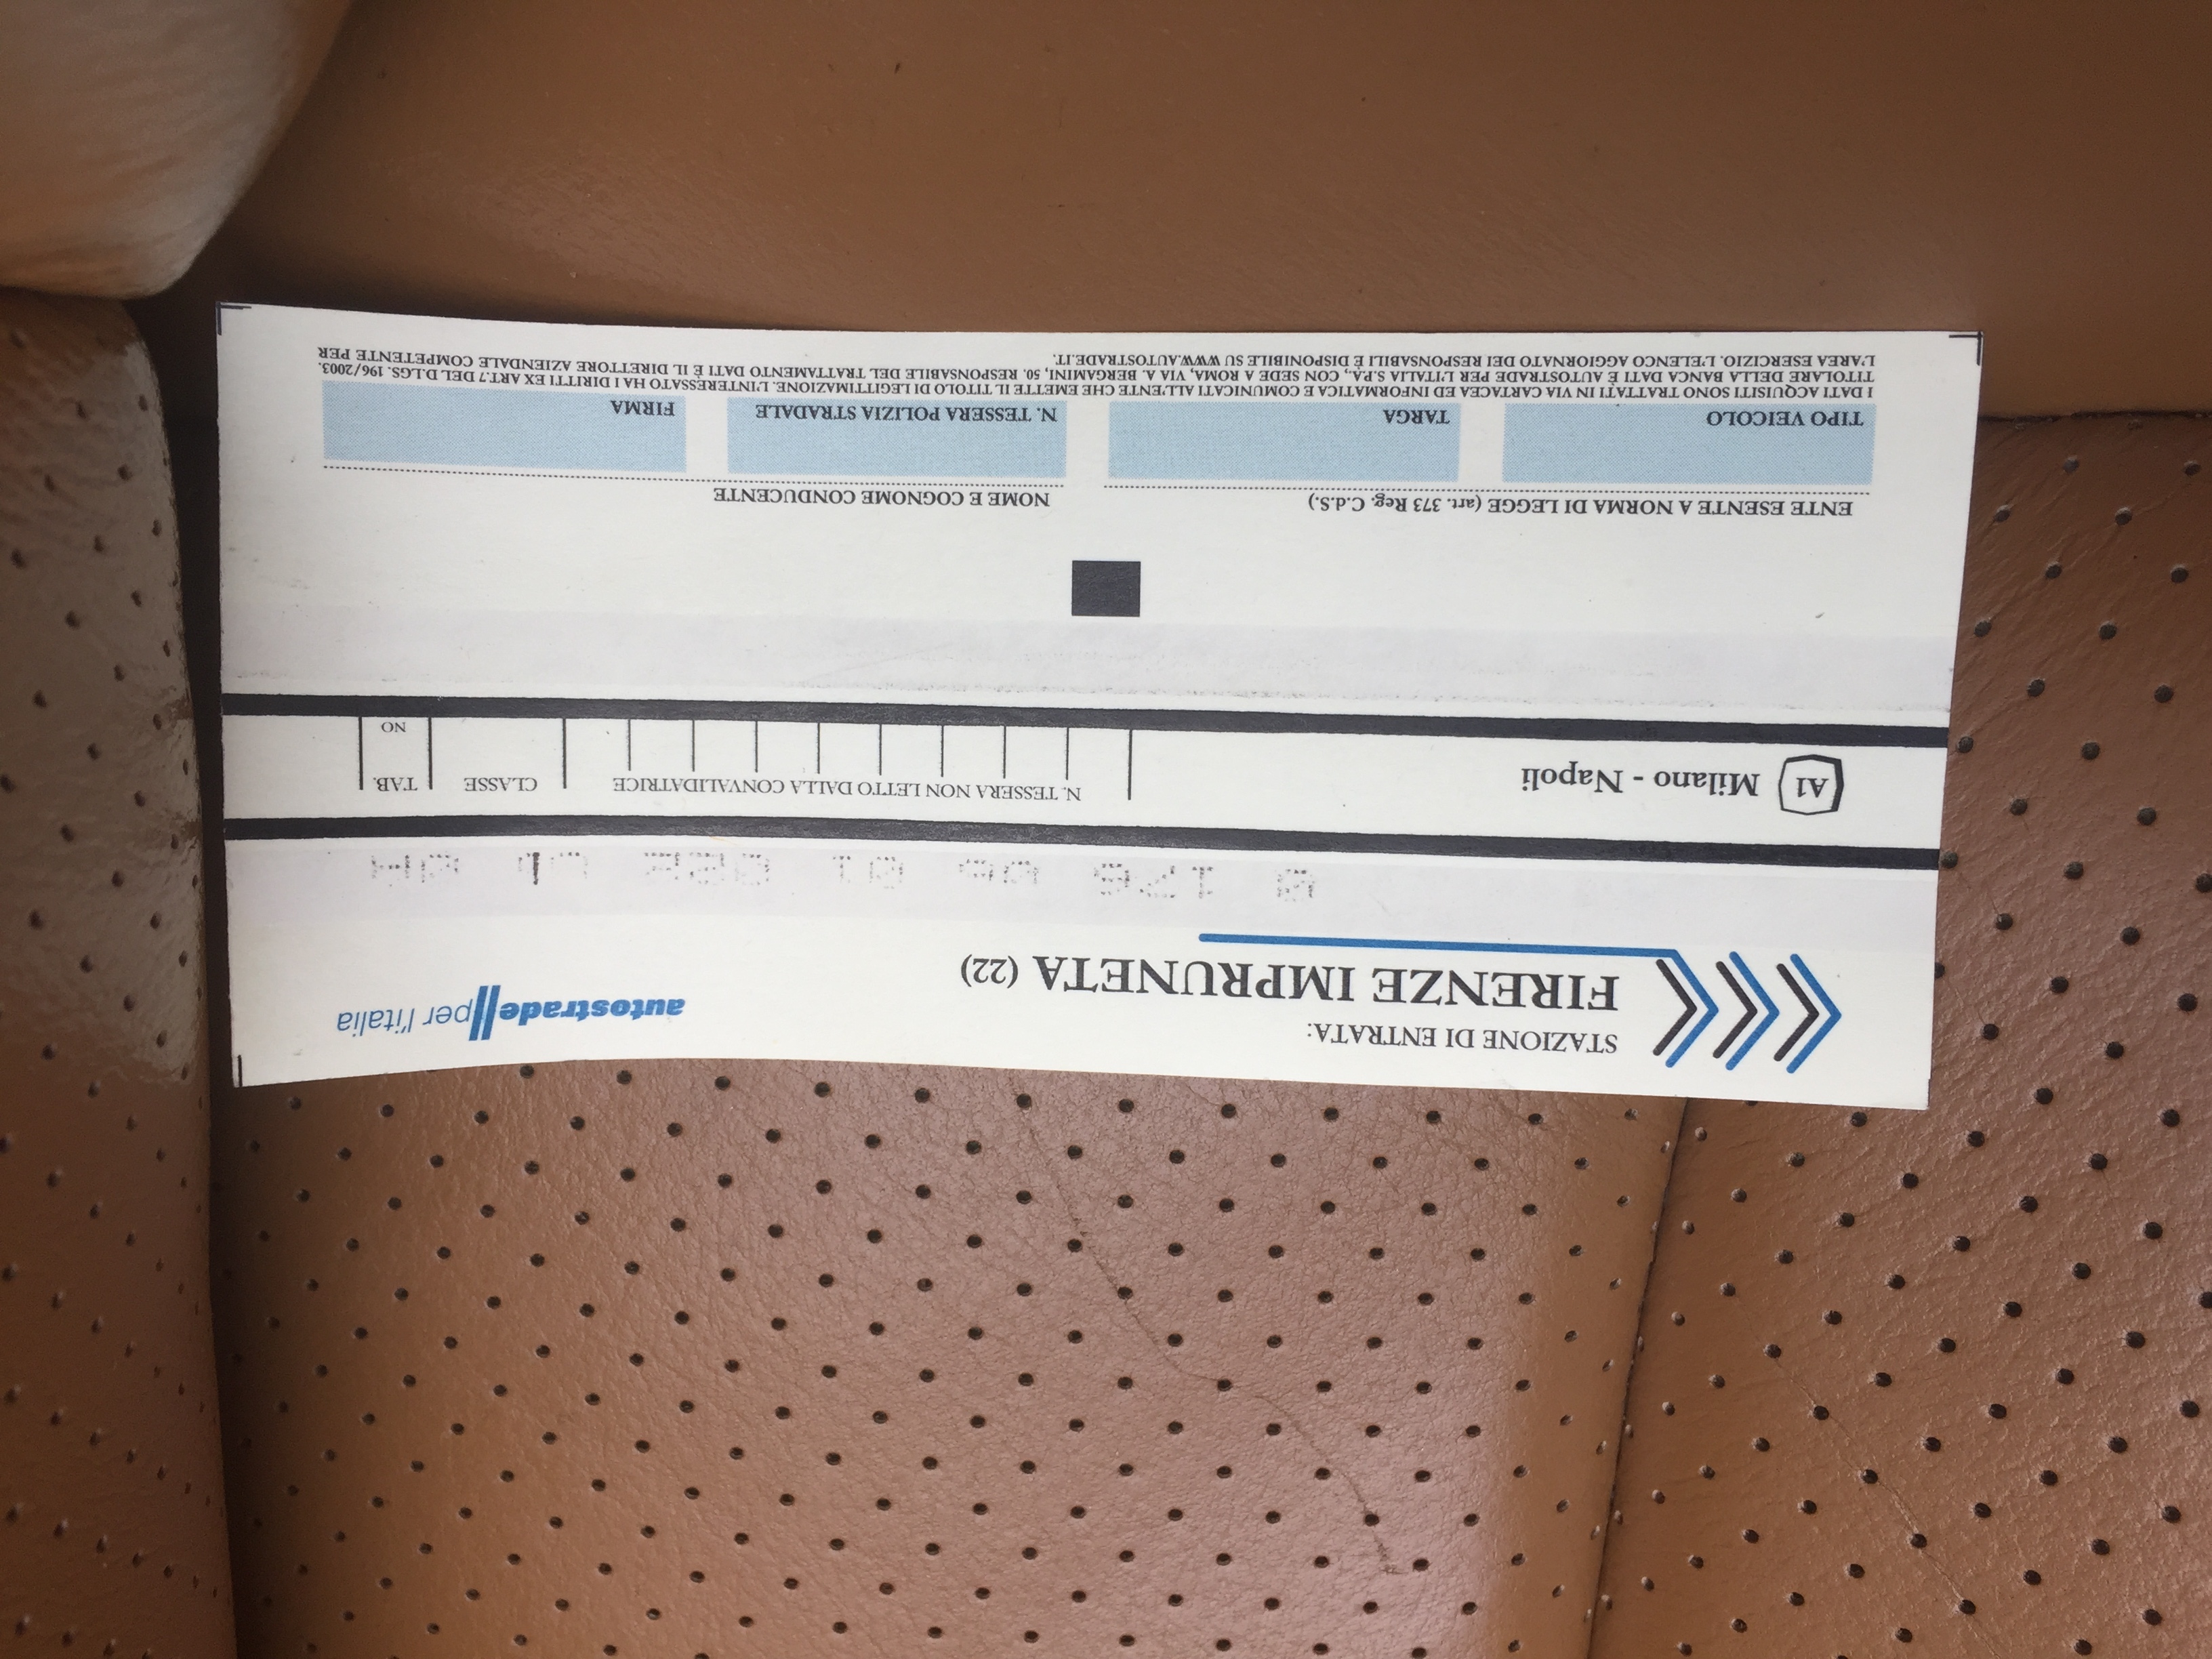 STAZIONE DI ENTRATA:
FIRENZE IMPRUNETA (22)
autostrade per l'italia
A1 Milano - Napoli
N. TESSERA NON LETTO DALLA CONVALIDATRICE
CLASSE
TAB.
NO
ENTE ESENTE A NORMA DI LEGGE (art. 373 Reg. C.d.S.)
NOME E COGNOME CONDUCENTE
TIPO VEICOLO
TARGA
N. TESSERA POLIZIA STRADALE
FIRMA
I DATI ACQUISITI SONO TRATTATI IN VIA CARTACEA ED INFORMATICA E COMUNICATI ALL'ENTE CHE EMETTE IL TITOLO DI LEGITTIMAZIONE. L'INTERESSATO HA I DIRITTI EX ART.7 DEL D.LGS. 196/2003.
TITOLARE DELLA BANCA DATI È AUTOSTRADE PER L'ITALIA S.P.A., CON SEDE A ROMA, VIA A. BERGAMINI, 50. RESPONSABILE DEL TRATTAMENTO DATI È IL DIRETTORE AZIENDALE COMPETENTE PER
L'AREA ESERCIZIO. L'ELENCO AGGIORNATO DEI RESPONSABILI È DISPONIBILE SU WWW.AUTOSTRADE.IT.